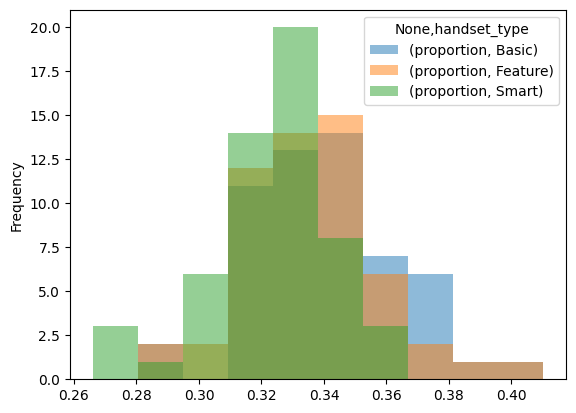 None,handset_type
(proportion, Basic)
(proportion, Feature)
(proportion, Smart)
Frequency
20.0
17.5
15.0
12.5
10.0
7.5
5.0
2.5
0.0
0.26 0.28 0.30 0.32 0.34 0.36 0.38 0.40